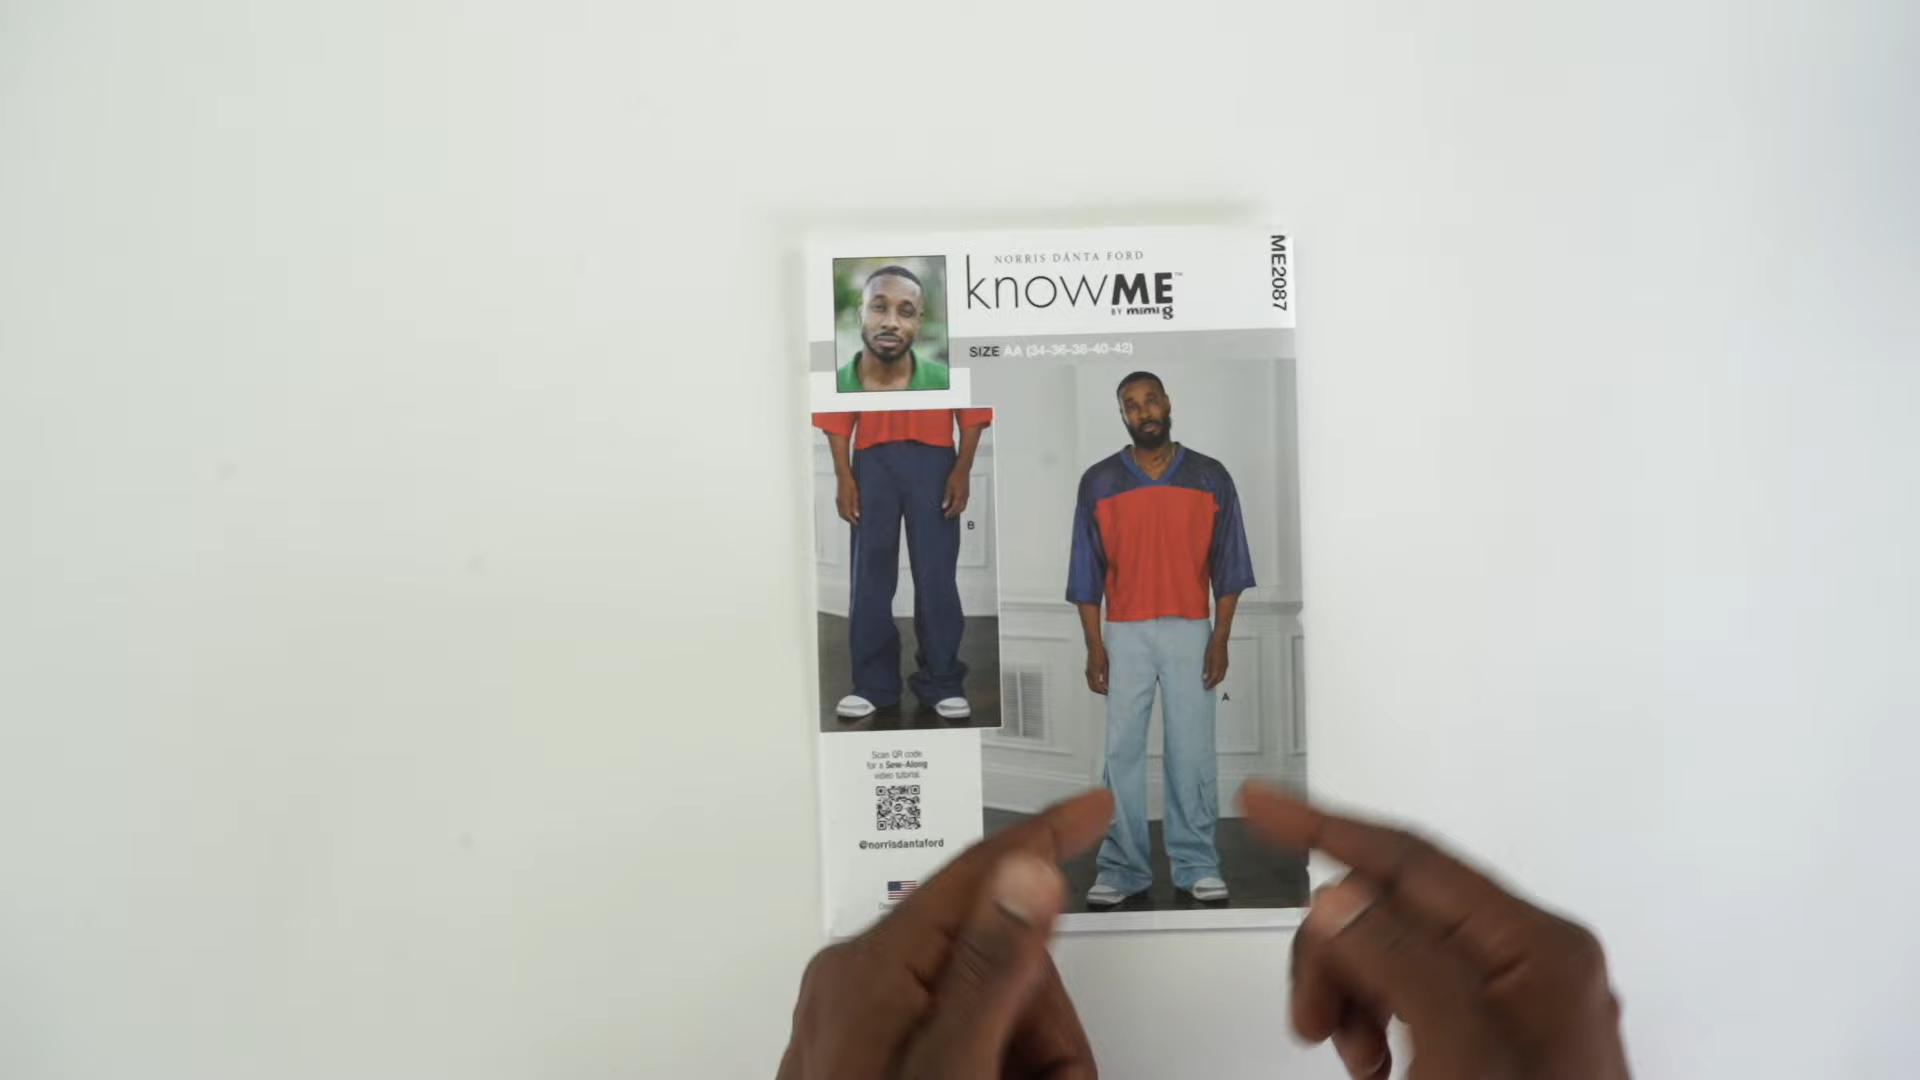 NORRIS DANTA FORD
knowME™
BY mimi g
ME2087
SIZE AA (34-36-38-40-42)
B
A
Scan QR code
for a Sew-Along
video tutorial.
@norrisdantaford